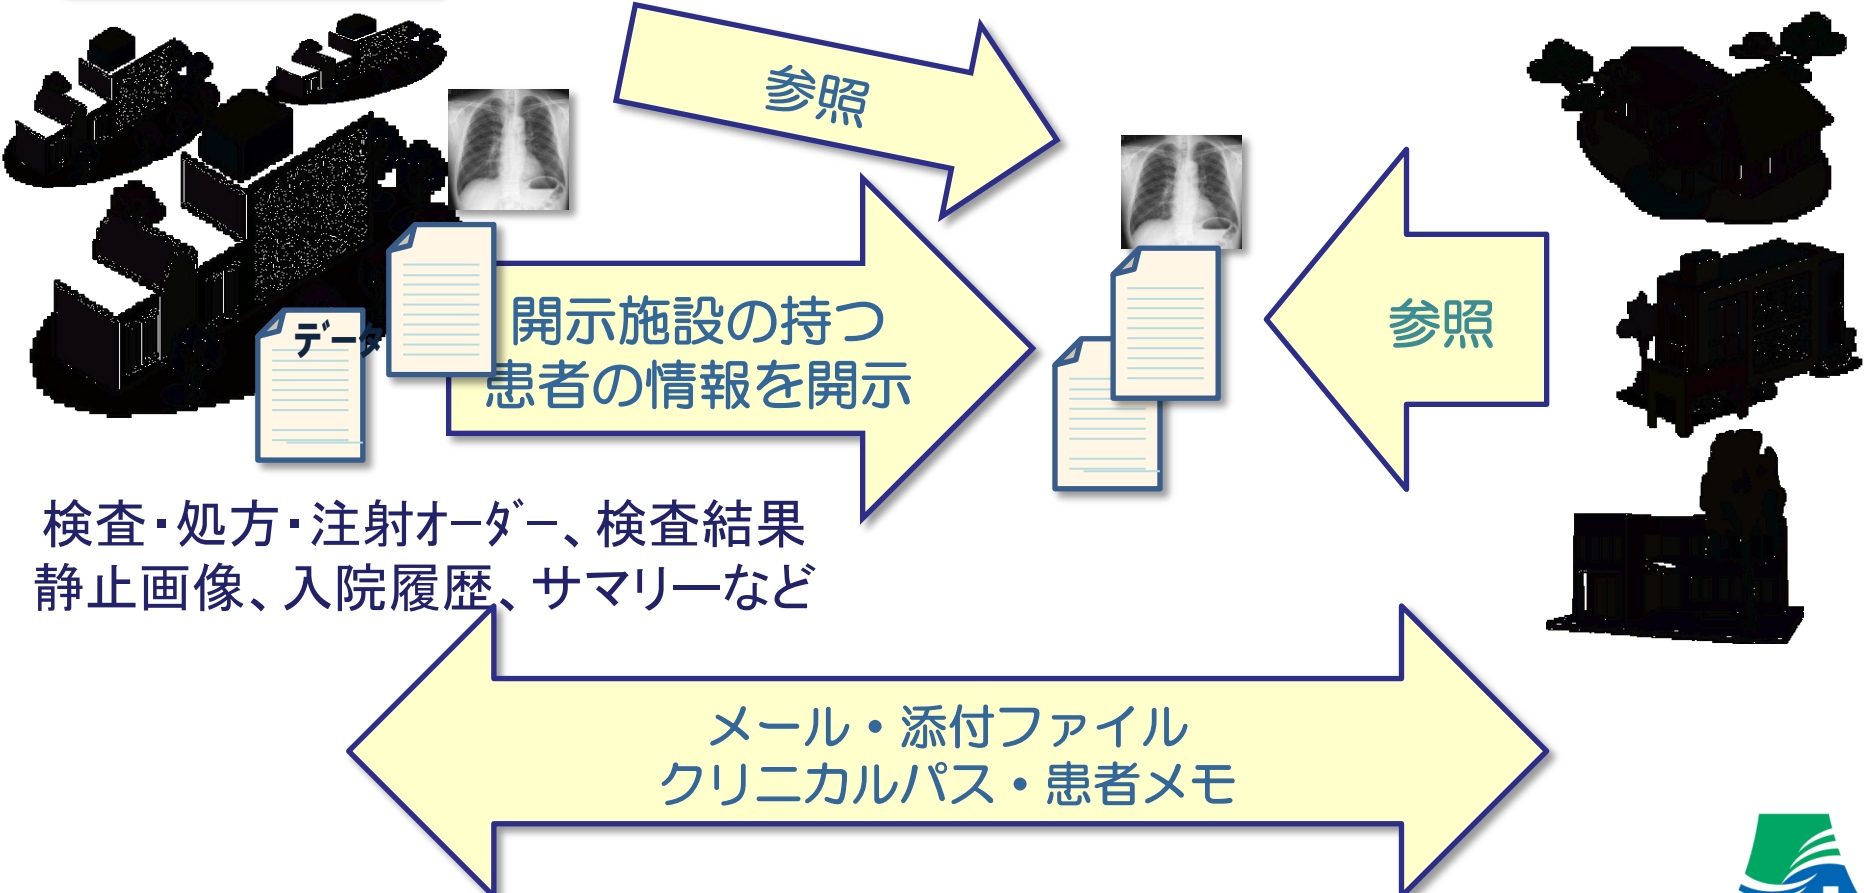 参照
開示施設の持つ
患者の情報を開示
参照
データ
検査・処方・注射ｵｰﾀﾞｰ、検査結果
静止画像、入院履歴、サマリーなど
メール・添付ファイル
クリニカルパス・患者メモ